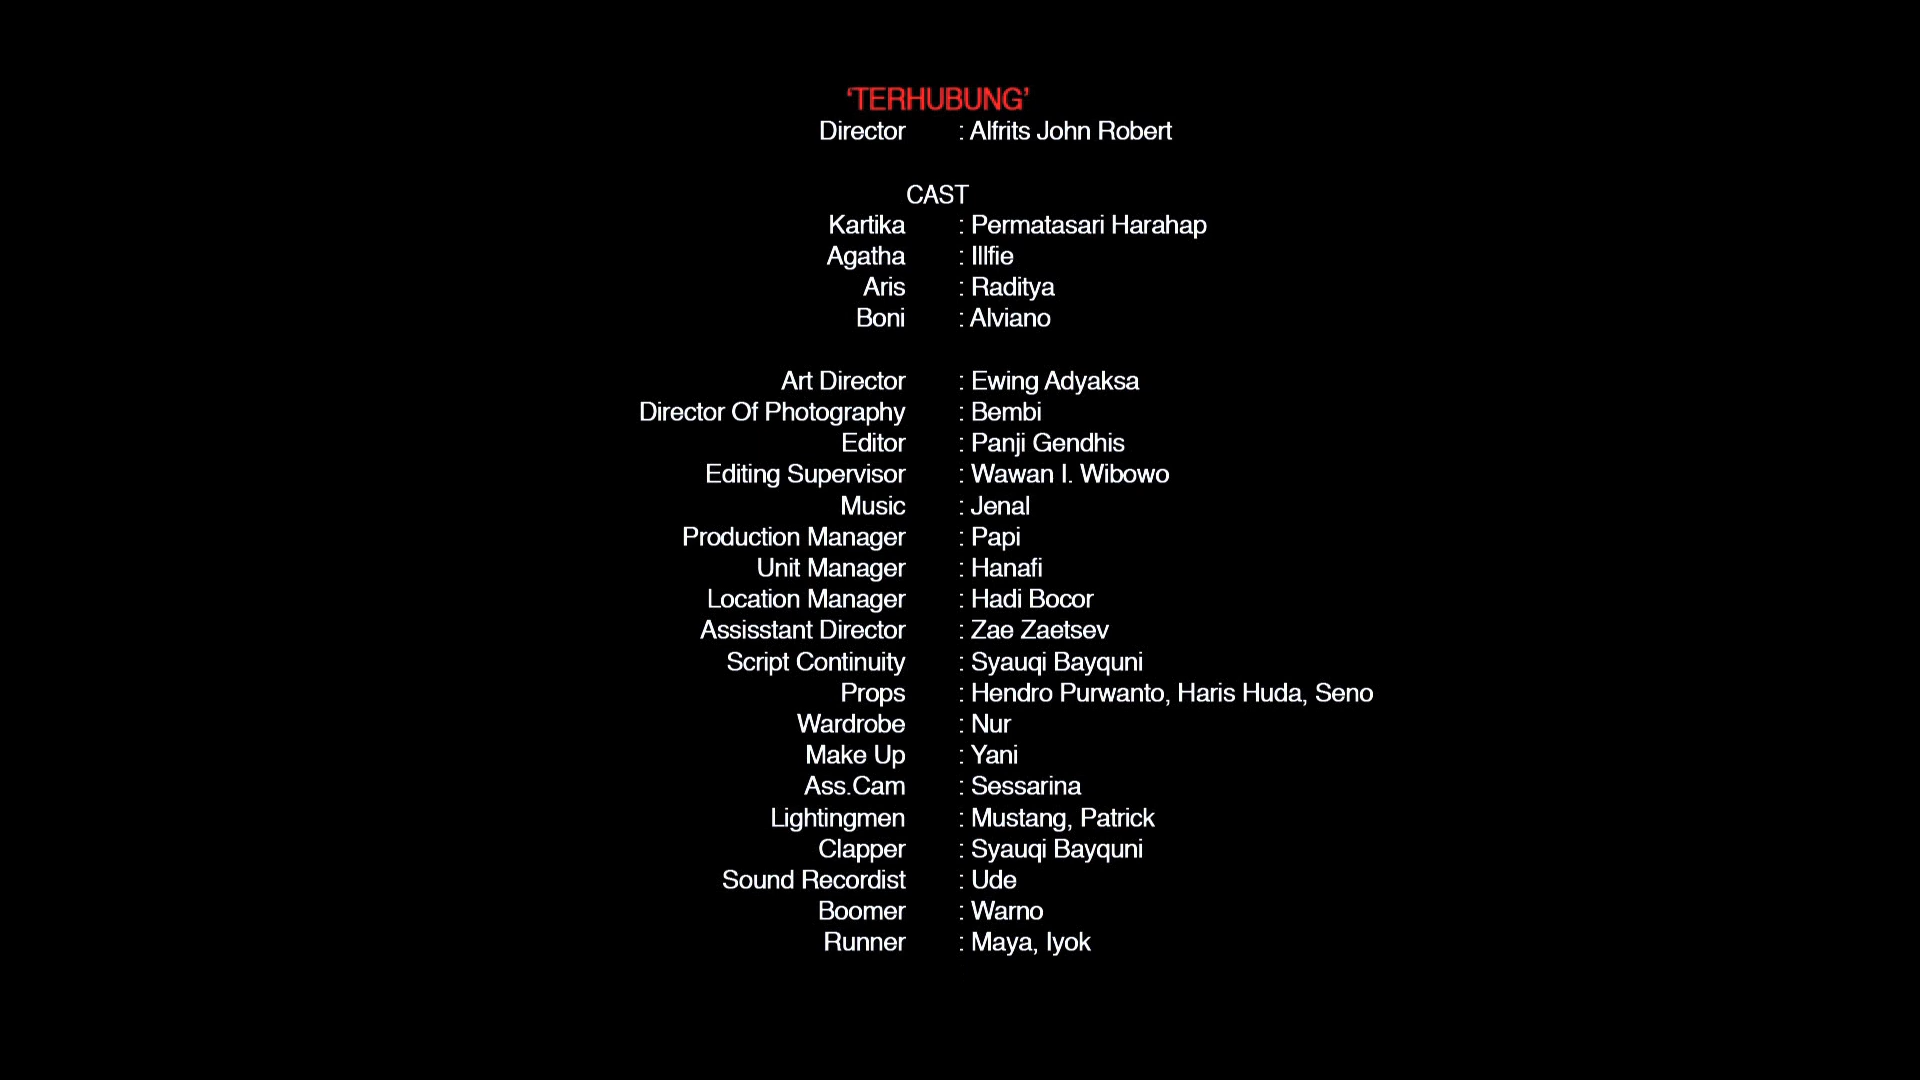 ‘TERHUBUNG’
Director : Alfrits John Robert
CAST
Kartika : Permatasari Harahap
Agatha : Illfie
Aris : Raditya
Boni : Alviano
Art Director : Ewing Adyaksa
Director Of Photography : Bembi
Editor : Panji Gendhis
Editing Supervisor : Wawan I. Wibowo
Music : Jenal
Production Manager : Papi
Unit Manager : Hanafi
Location Manager : Hadi Bocor
Assisstant Director : Zae Zaetsev
Script Continuity : Syauqi Bayquni
Props : Hendro Purwanto, Haris Huda, Seno
Wardrobe : Nur
Make Up : Yani
Ass.Cam : Sessarina
Lightingmen : Mustang, Patrick
Clapper : Syauqi Bayquni
Sound Recordist : Ude
Boomer : Warno
Runner : Maya, Iyok